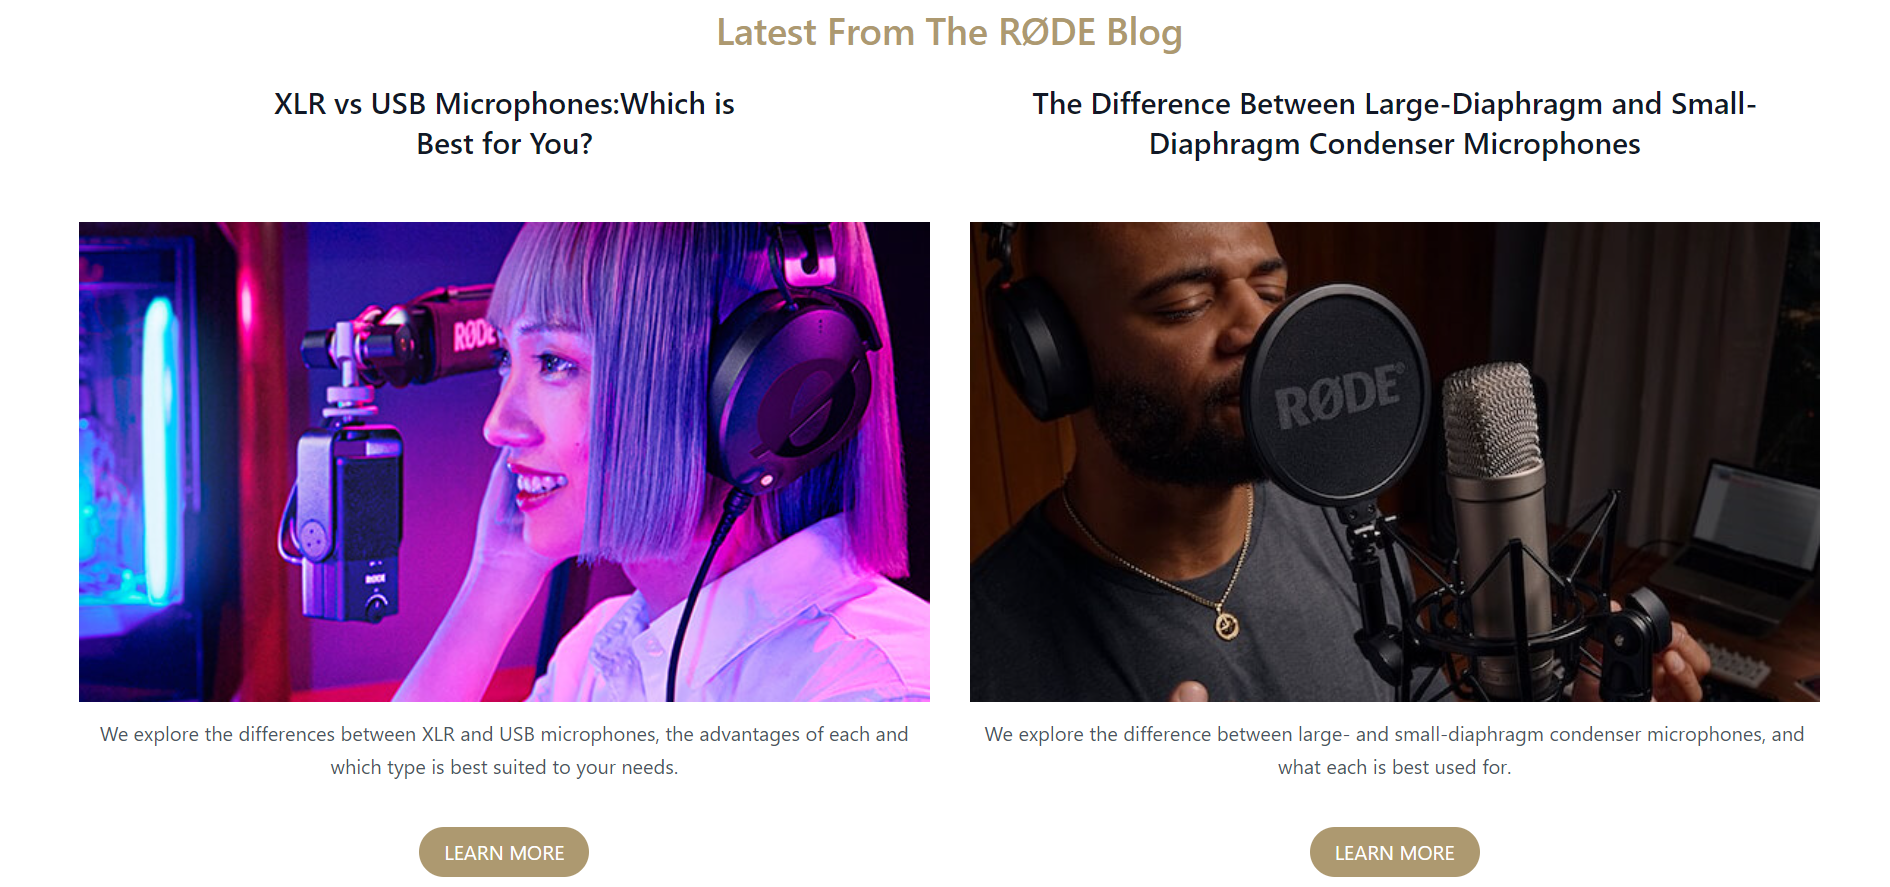 Latest From The RØDE Blog
XLR vs USB Microphones:Which is
Best for You?
The Difference Between Large-Diaphragm and Small-
Diaphragm Condenser Microphones
RØDE
RØDE
RØDE®
We explore the differences between XLR and USB microphones, the advantages of each and
which type is best suited to your needs.
We explore the difference between large- and small-diaphragm condenser microphones, and
what each is best used for.
LEARN MORE
LEARN MORE